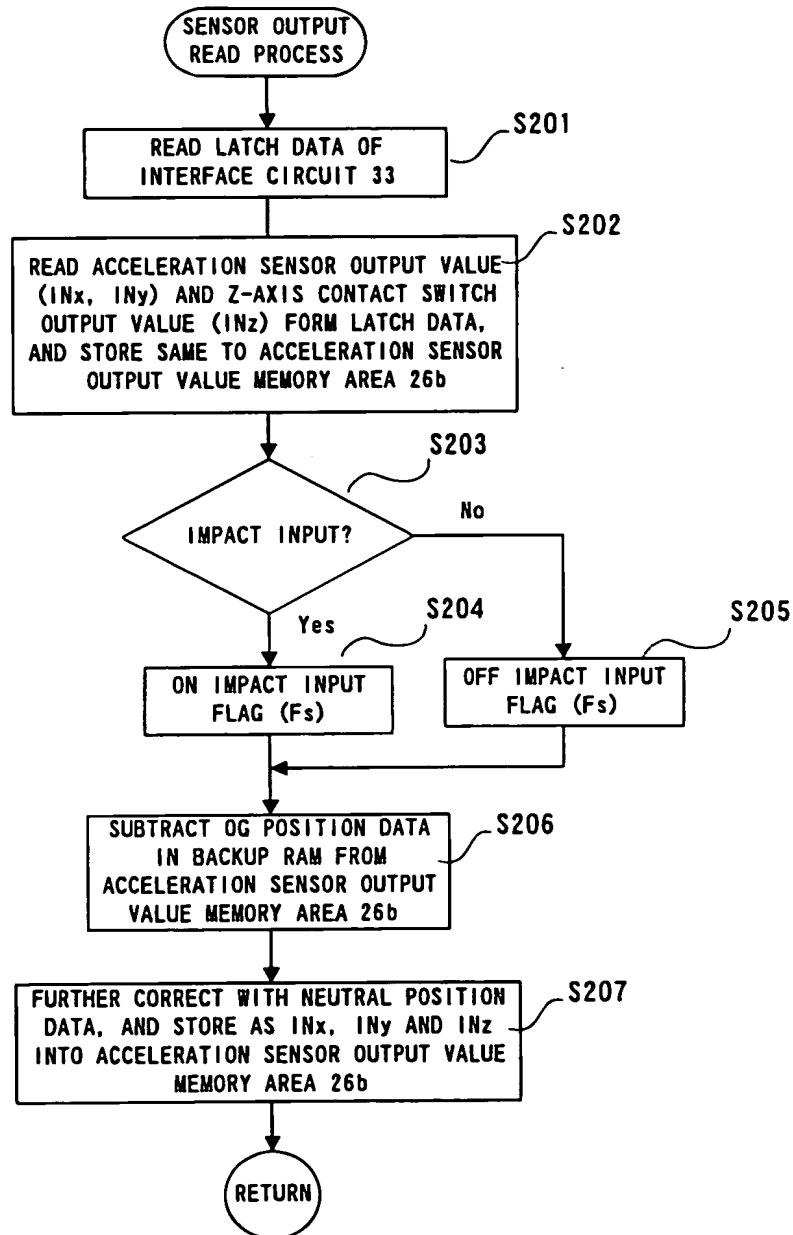 SENSOR OUTPUT
READ PROCESS
S201
READ LATCH DATA OF
INTERFACE CIRCUIT 33
S202
READ ACCELERATION SENSOR OUTPUT VALUE
(INx, INy) AND Z-AXIS CONTACT SWITCH
OUTPUT VALUE (INz) FORM LATCH DATA,
AND STORE SAME TO ACCELERATION SENSOR
OUTPUT VALUE MEMORY AREA 26b
S203
IMPACT INPUT?
No
Yes
S204
ON IMPACT INPUT
FLAG (Fs)
S205
OFF IMPACT INPUT
FLAG (Fs)
S206
SUBTRACT 0G POSITION DATA
IN BACKUP RAM FROM
ACCELERATION SENSOR OUTPUT
VALUE MEMORY AREA 26b
S207
FURTHER CORRECT WITH NEUTRAL POSITION
DATA, AND STORE AS INx, INy AND INz
INTO ACCELERATION SENSOR OUTPUT VALUE
MEMORY AREA 26b
RETURN